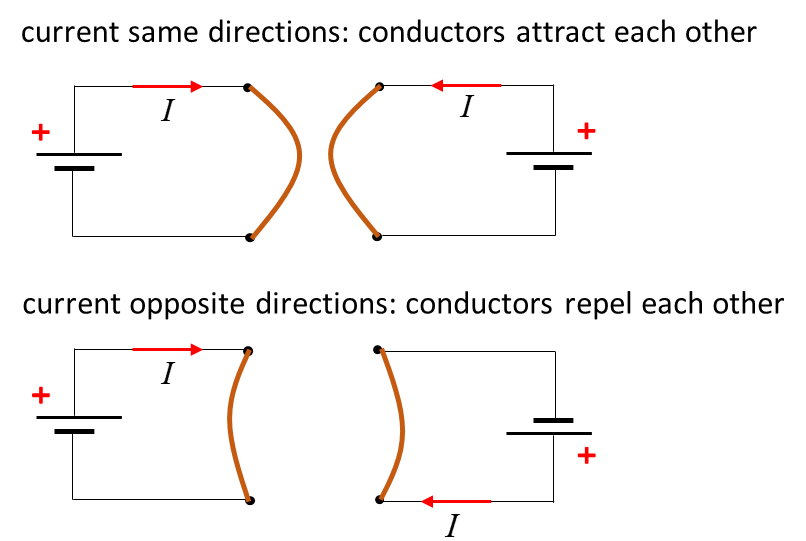 current same directions: conductors attract each other
I I
+ +
current opposite directions: conductors repel each other
I
+
+
I